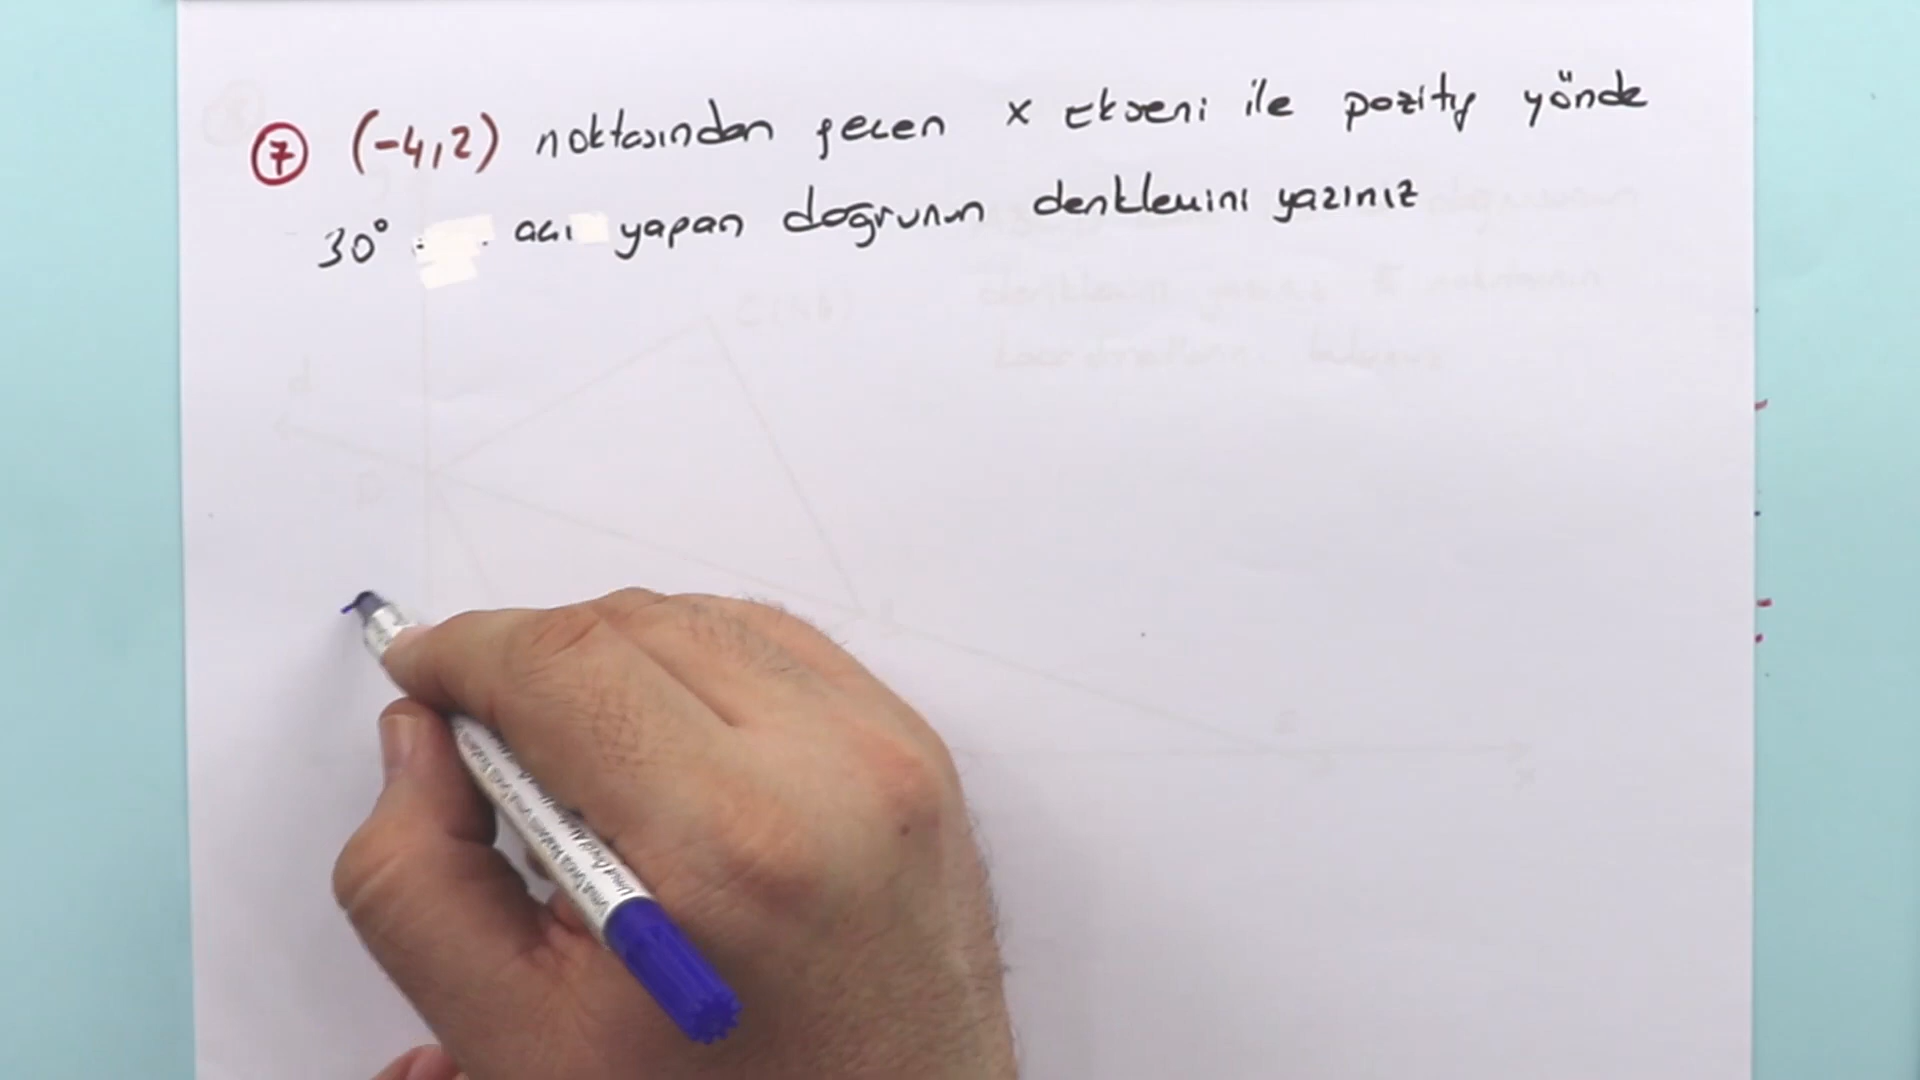 7 (-4,2) noktasından geçen x Ekseni ile pozitif yönde
30° açı yapan doğrunun denklemini yazınız